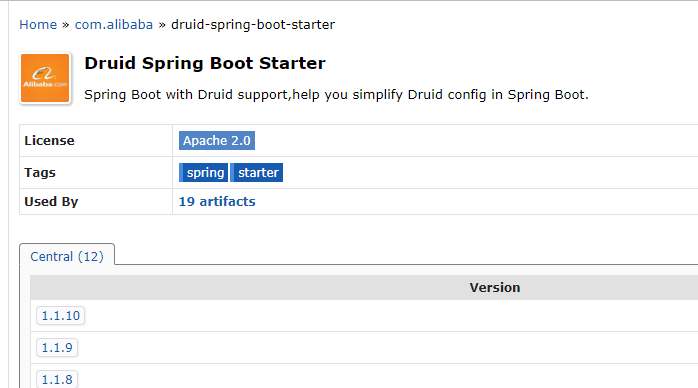 Home » com.alibaba » druid-spring-boot-starter
Alibaba.com
Druid Spring Boot Starter
Spring Boot with Druid support,help you simplify Druid config in Spring Boot.
License Apache 2.0
Tags spring starter
Used By 19 artifacts
Central (12)
Version
1.1.10
1.1.9
1.1.8